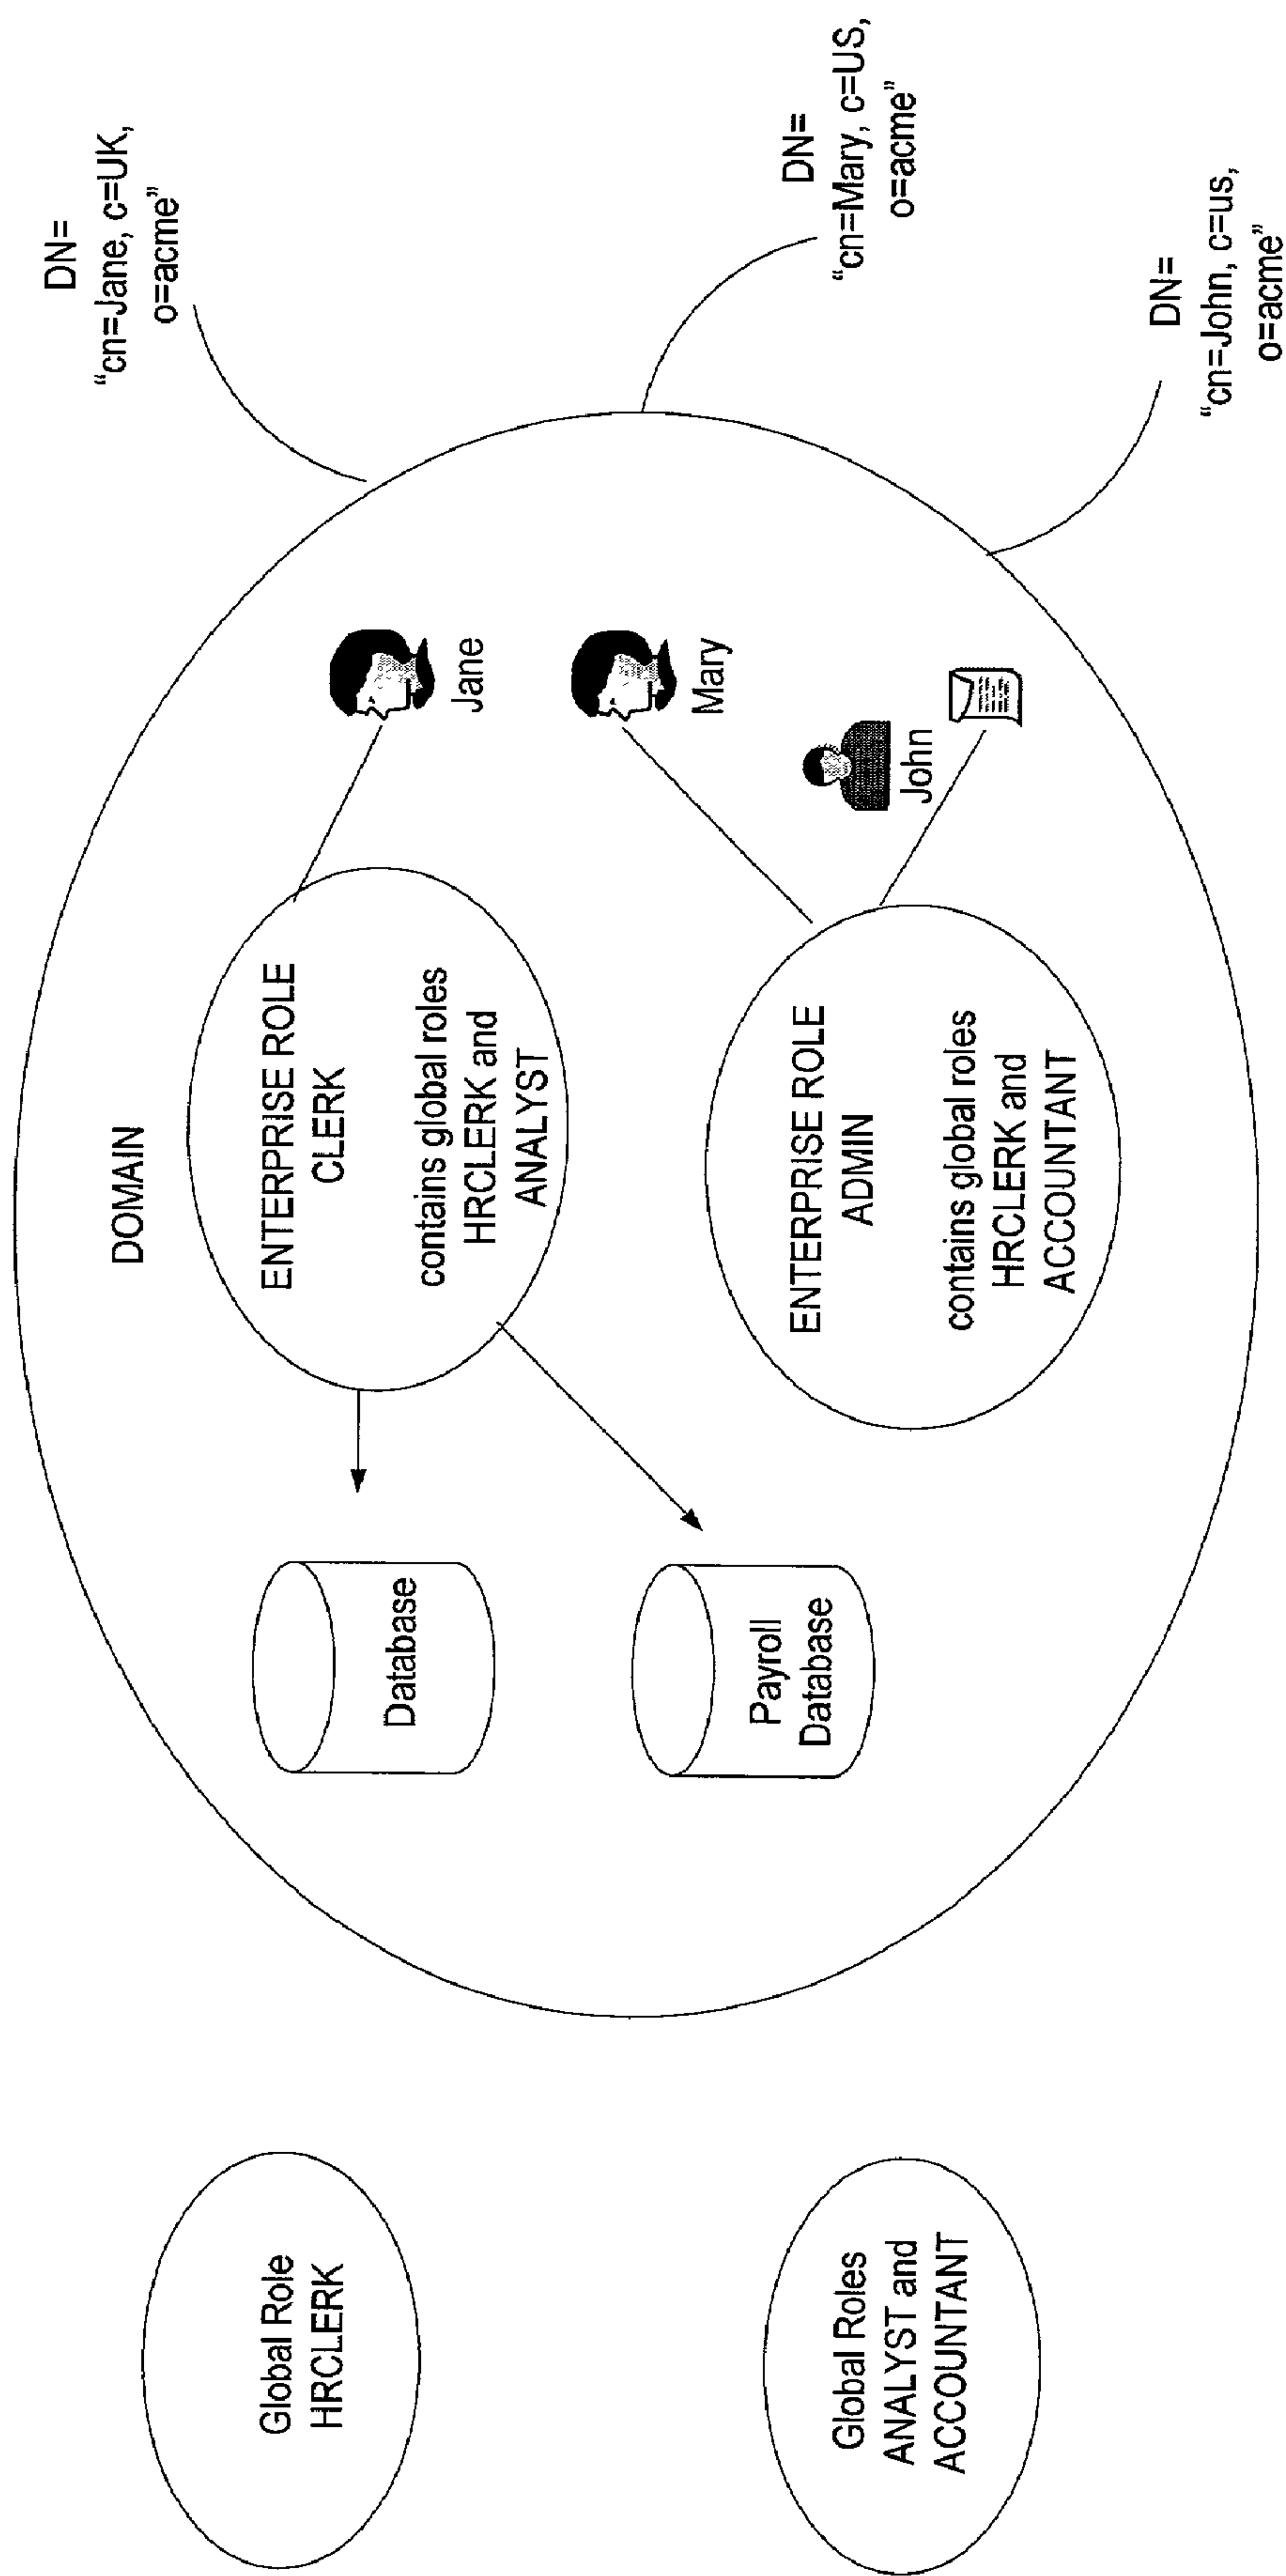 DN=
“cn=Jane, c=UK,
o=acme”
DN=
“cn=Mary, c=US,
o=acme”
DN=
“cn=John, c=us,
o=acme”
DOMAIN
Jane
Mary
John
ENTERPRISE ROLE
CLERK
contains global roles
HRCLERK and
ANALYST
ENTERPRISE ROLE
ADMIN
contains global roles
HRCLERK and
ACCOUNTANT
Database
Payroll
Database
Global Role
HRCLERK
Global Roles
ANALYST and
ACCOUNTANT